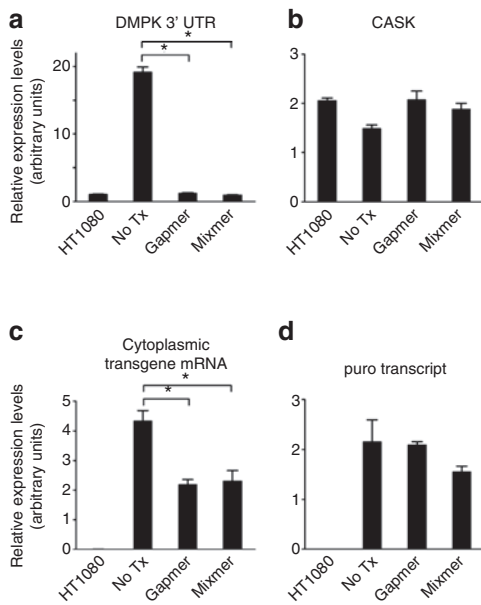 a
DMPK 3' UTR
*
*
Relative expression levels
(arbitrary units)
20
10
0
HT1080
No Tx
Gapmer
Mixmer
b
CASK
3
2
1
HT1080
No Tx
Gapmer
Mixmer
c
Cytoplasmic
transgene mRNA
*
*
Relative expression levels
(arbitrary units)
5
4
3
2
1
0
HT1080
No Tx
Gapmer
Mixmer
d
puro transcript
3
2
1
0
HT1080
No Tx
Gapmer
Mixmer